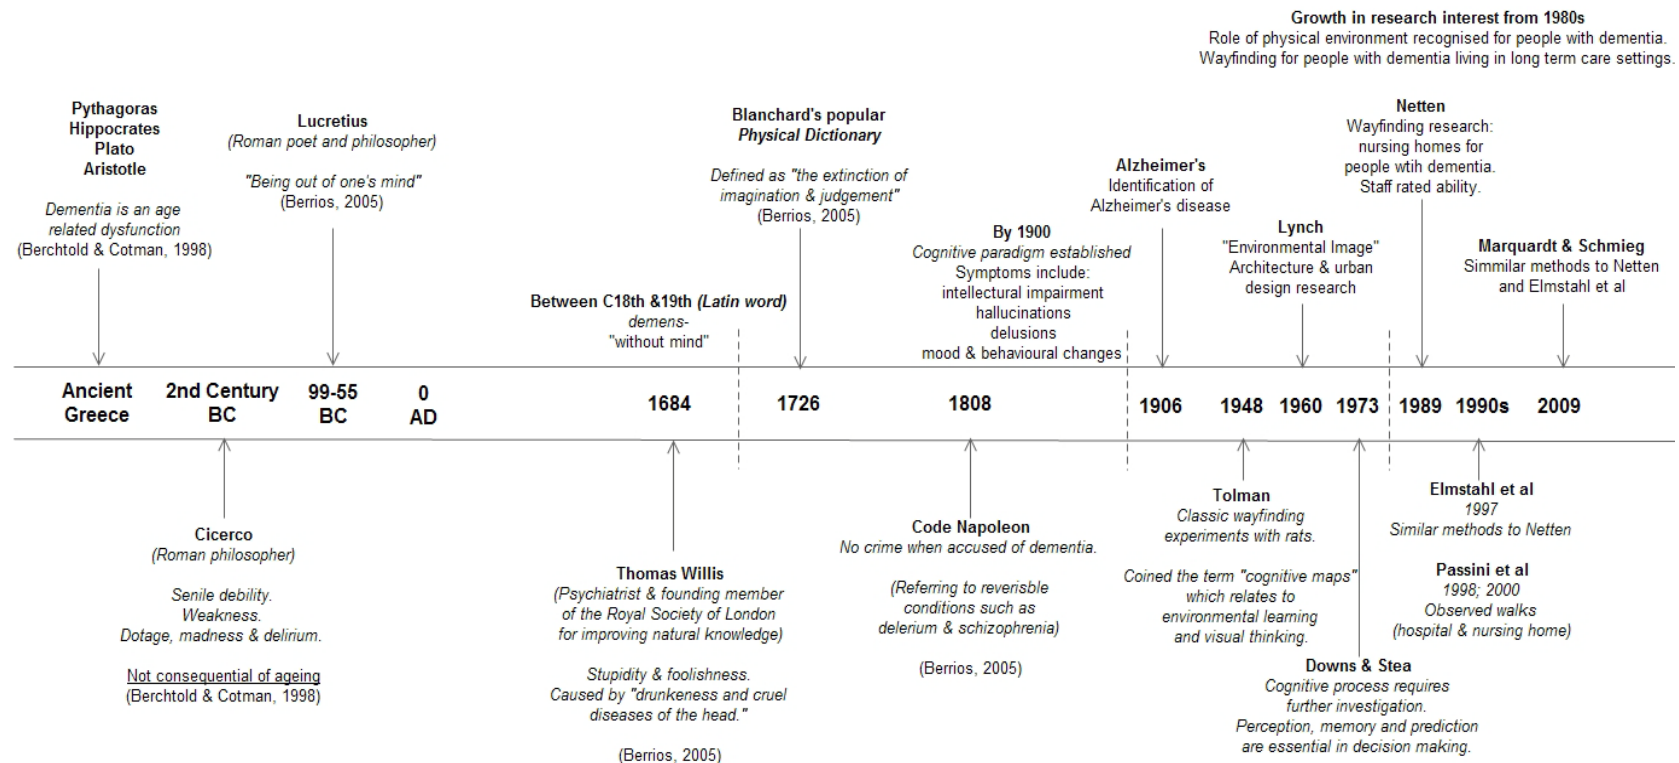 Growth in research interest from 1980s
Role of physical environment recognised for people with dementia.
Wayfinding for people with dementia living in long term care settings.
Pythagoras
Hippocrates
Plato
Aristotle
Dementia is an age
related dysfunction
(Berchtold & Cotman, 1998)
Lucretius
(Roman poet and philosopher)
"Being out of one's mind"
(Berrios, 2005)
Between C18th &19th (Latin word)
demens-
"without mind"
Blanchard's popular
Physical Dictionary
Defined as "the extinction of
imagination & judgement"
(Berrios, 2005)
By 1900
Cognitive paradigm established
Symptoms include:
intellectual impairment
hallucinations
delusions
mood & behavioural changes
Alzheimer's
Identification of
Alzheimer's disease
Lynch
"Environmental Image"
Architecture & urban
design research
Netten
Wayfinding research:
nursing homes for
people wtih dementia.
Staff rated ability.
Marquardt & Schmieg
Simmilar methods to Netten
and Elmstahl et al
Ancient
Greece
2nd Century
BC
99-55
BC
0
AD
1684
1726
1808
1906
1948
1960
1973
1989
1990s
2009
Cicerco
(Roman philosopher)
Senile debility.
Weakness.
Dotage, madness & delirium.
Not consequential of ageing
(Berchtold & Cotman, 1998)
Thomas Willis
(Psychiatrist & founding member
of the Royal Society of London
for improving natural knowledge)
Stupidity & foolishness.
Caused by "drunkeness and cruel
diseases of the head."
(Berrios, 2005)
Code Napoleon
No crime when accused of dementia.
(Referring to reverisble
conditions such as
delerium & schizophrenia)
(Berrios, 2005)
Tolman
Classic wayfinding
experiments with rats.
Coined the term "cognitive maps"
which relates to
environmental learning
and visual thinking.
Downs & Stea
Cognitive process requires
further investigation.
Perception, memory and prediction
are essential in decision making.
Elmstahl et al
1997
Similar methods to Netten
Passini et al
1998; 2000
Observed walks
(hospital & nursing home)